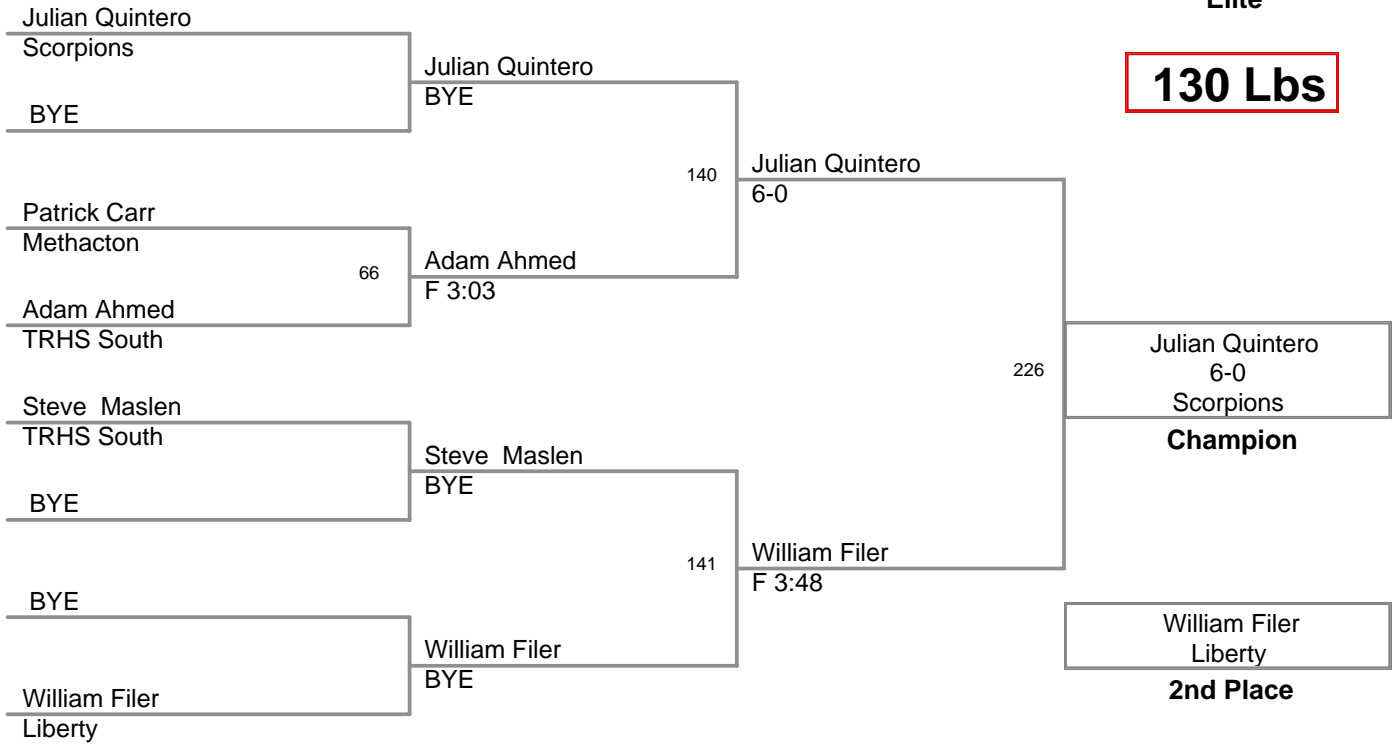 Elite
130 Lbs
Julian Quintero
Scorpions
BYE
Patrick Carr
Methacton
66
Adam Ahmed
TRHS South
Steve  Maslen
TRHS South
BYE
BYE
William Filer
Liberty
Julian Quintero
BYE
140
Adam Ahmed
F 3:03
Steve  Maslen
BYE
141
William Filer
BYE
Julian Quintero
6-0
226
William Filer
F 3:48
Julian Quintero
6-0
Scorpions
Champion
William Filer
Liberty
2nd Place